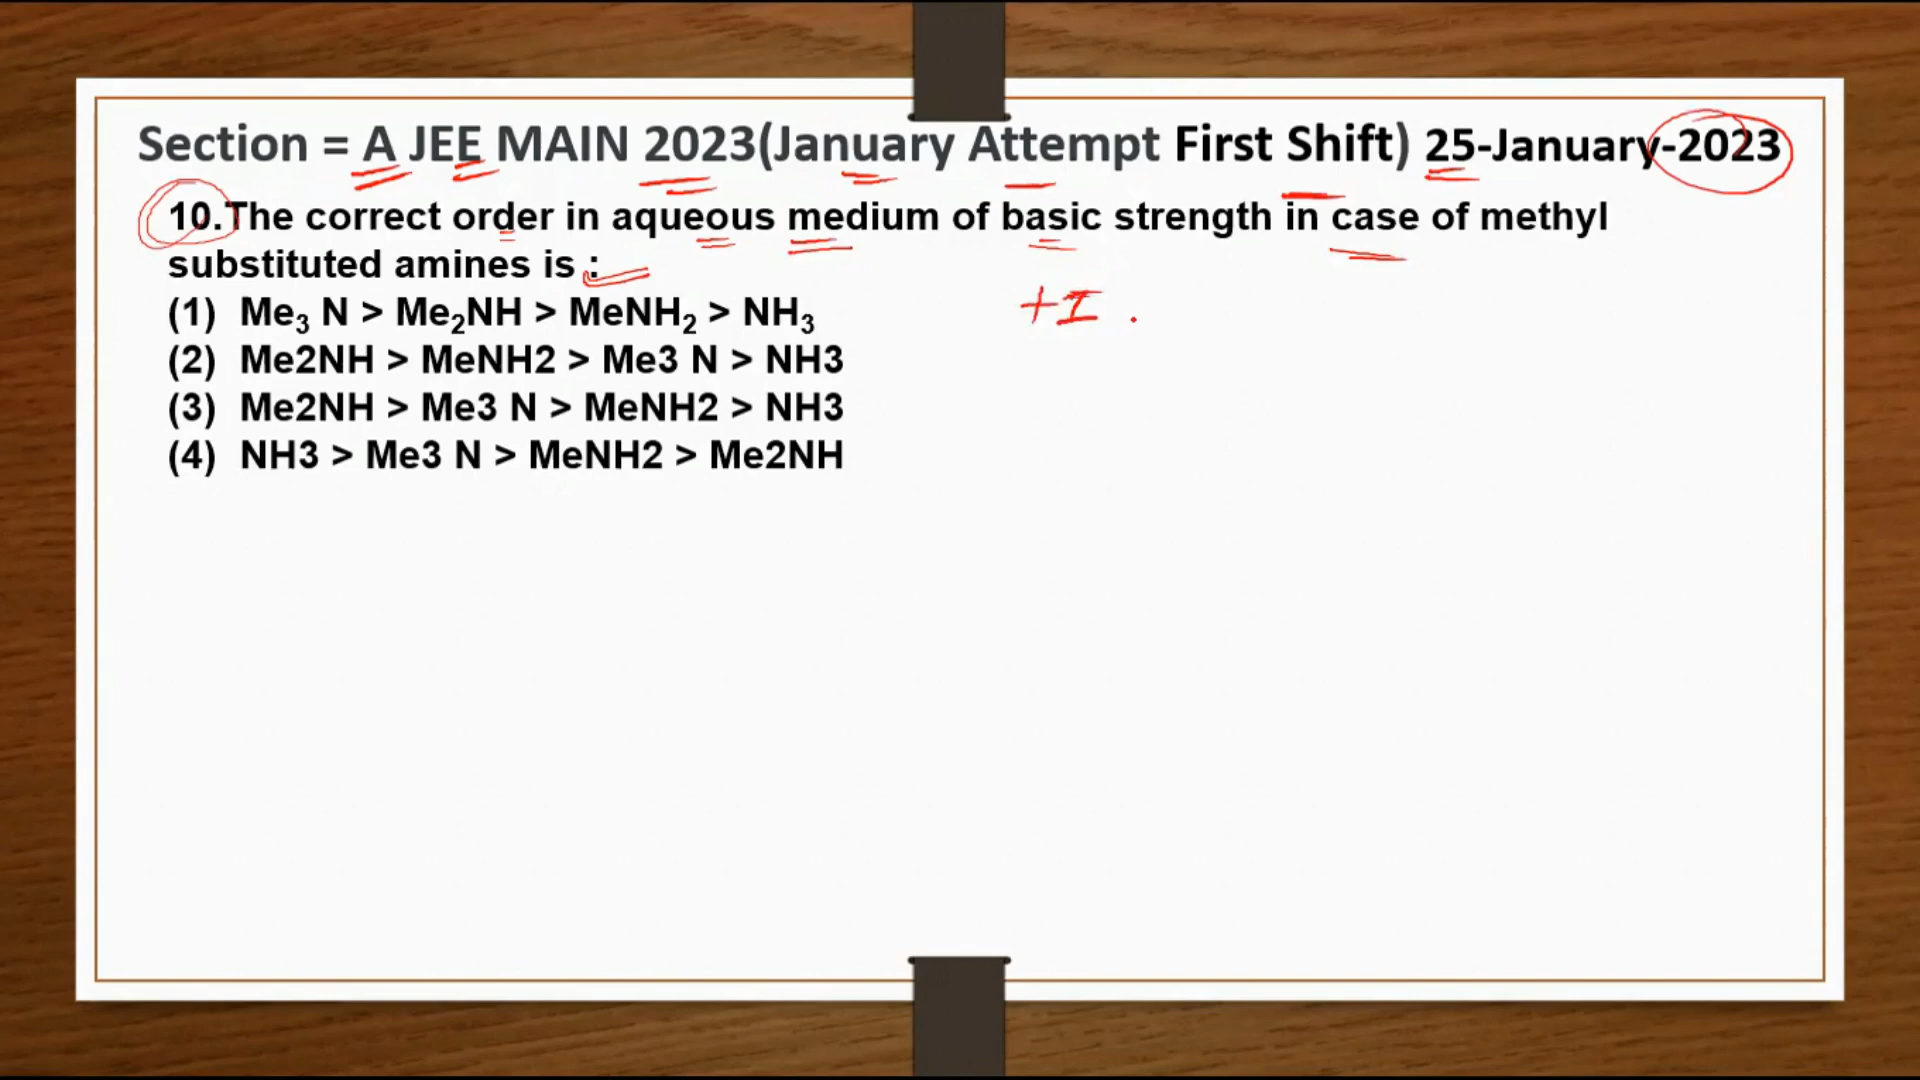 Section = A JEE MAIN 2023(January Attempt First Shift) 25-January-2023
10.The correct order in aqueous medium of basic strength in case of methyl
substituted amines is :
(1) Me₃ N > Me₂NH > MeNH₂ > NH₃
+I .
(2) Me2NH > MeNH2 > Me3 N > NH3
(3) Me2NH > Me3 N > MeNH2 > NH3
(4) NH3 > Me3 N > MeNH2 > Me2NH